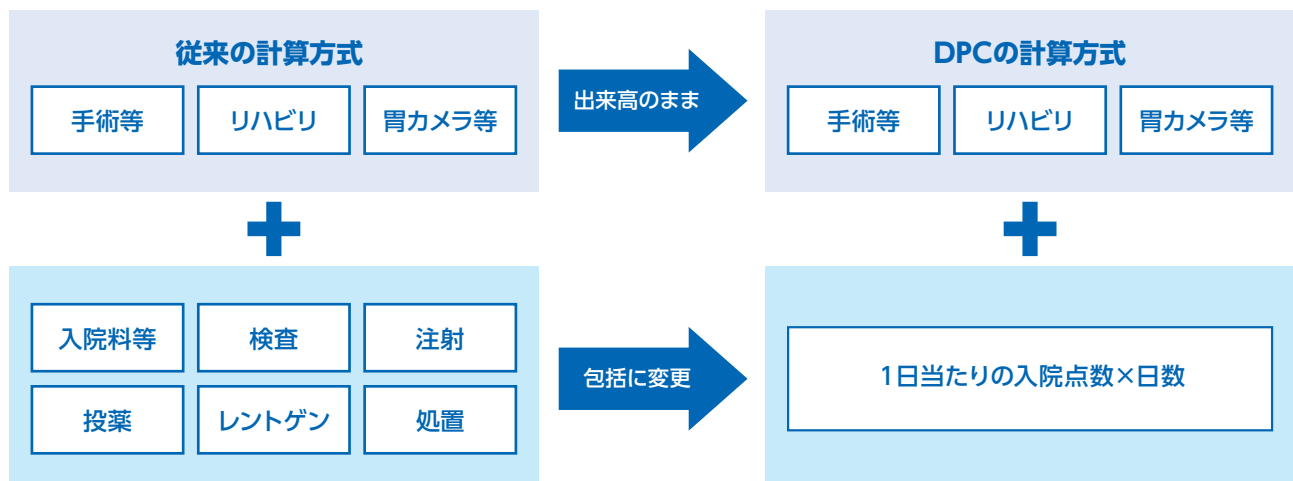 従来の計算方式
手術等
リハビリ
胃カメラ等
出来高のまま
DPCの計算方式
手術等
リハビリ
胃カメラ等
入院料等
検査
注射
投薬
レントゲン
処置
包括に変更
1日当たりの入院点数×日数